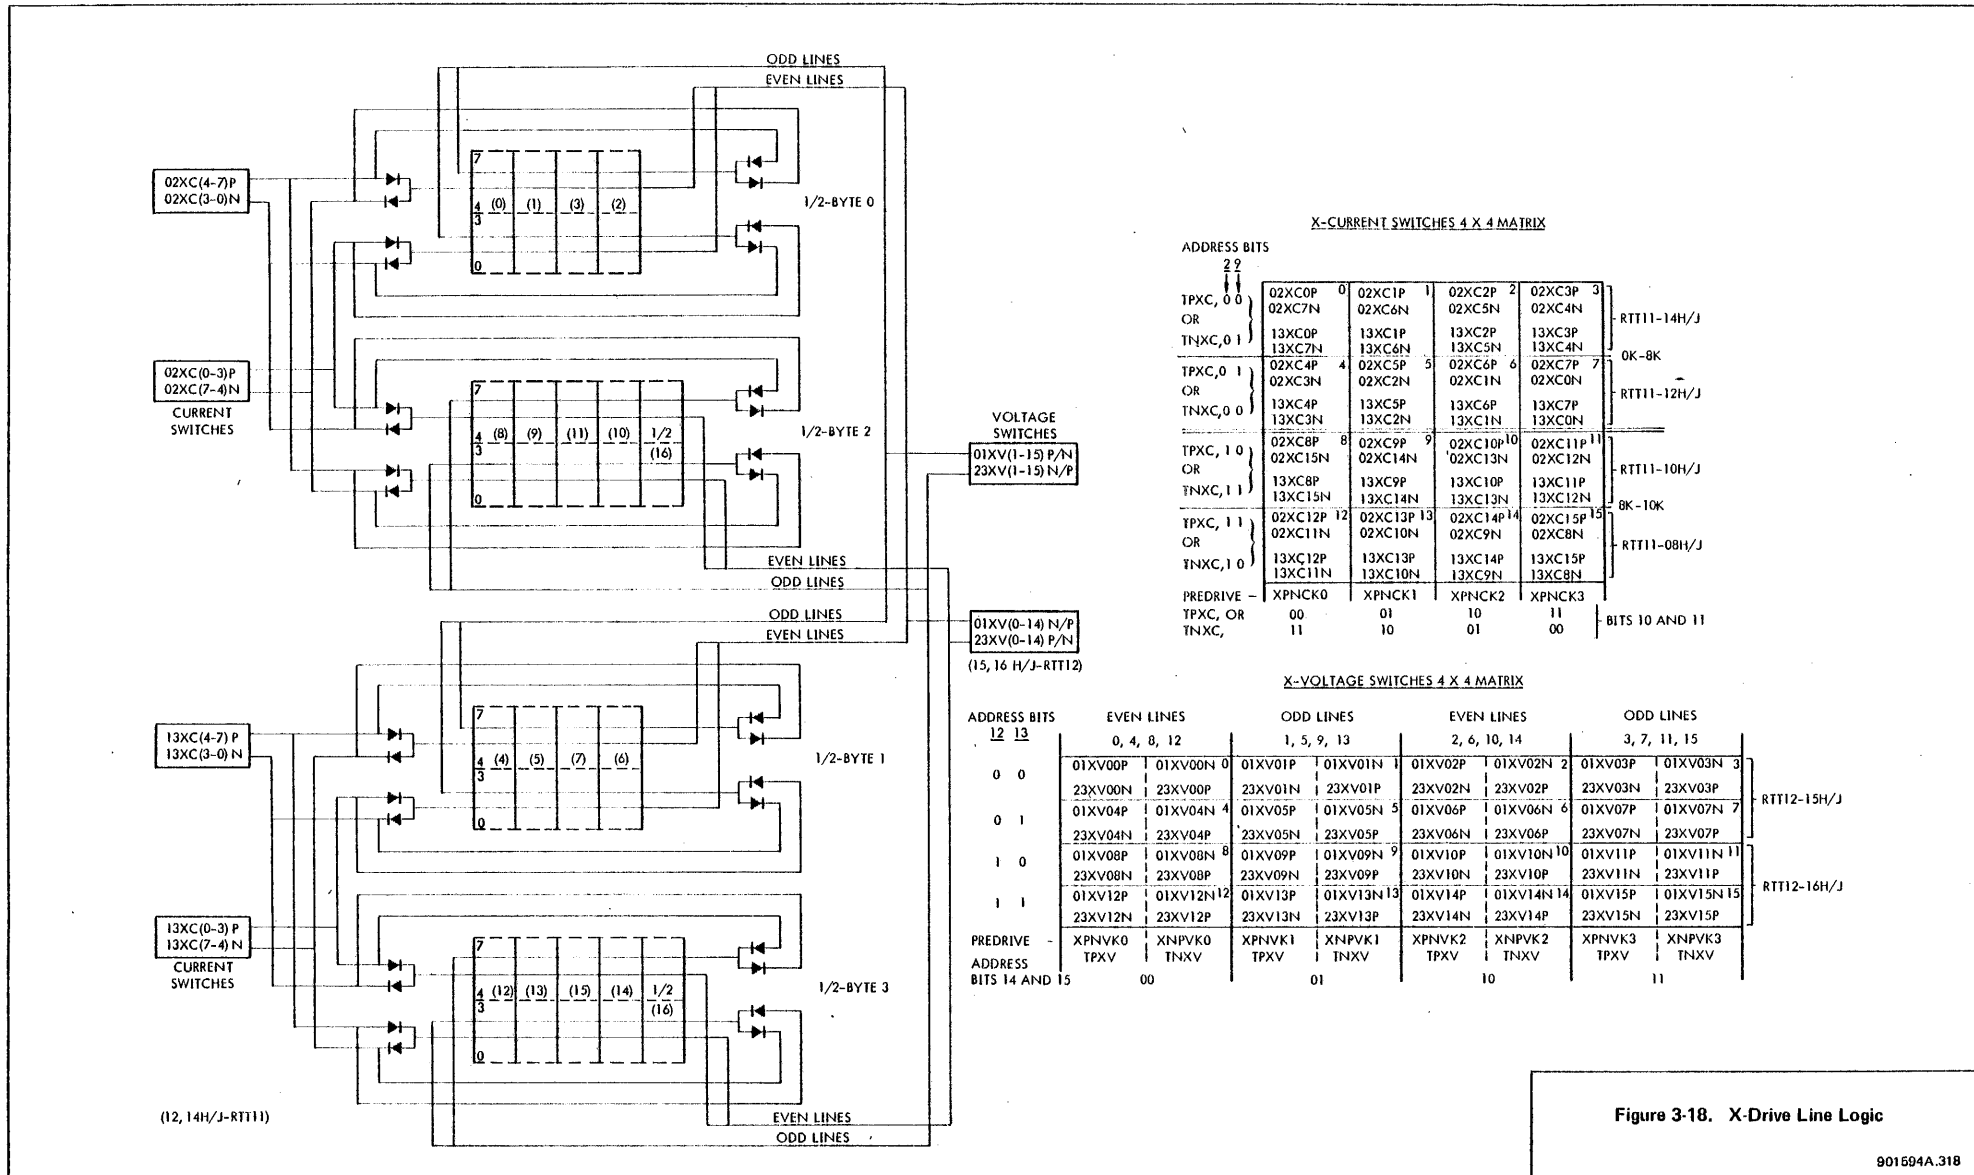 ODD LINES
EVEN LINES
02XC(4-7)P
02XC(3-0)N
7
4 (0) (1) (3) (2)
3
0
1/2-BYTE 0
02XC(0-3)P
02XC(7-4)N
CURRENT
SWITCHES
7
4 (8) (9) (11) (10) 1/2
3 (16)
0
1/2-BYTE 2
EVEN LINES
ODD LINES
VOLTAGE
SWITCHES
01XV(1-15) P/N
23XV(1-15) N/P
ODD LINES
EVEN LINES
01XV(0-14) N/P
23XV(0-14) P/N
(15, 16 H/J-RTT12)
13XC(4-7) P
13XC(3-0) N
7
4 (4) (5) (7) (6)
3
0
1/2-BYTE 1
13XC(0-3) P
13XC(7-4) N
CURRENT
SWITCHES
7
4 (12) (13) (15) (14) 1/2
3 (16)
0
1/2-BYTE 3
(12, 14H/J-RTT11)
EVEN LINES
ODD LINES
X-CURRENT SWITCHES 4 X 4 MATRIX
ADDRESS BITS
2 9
TPXC, 0 0 02XC0P 0 02XC1P 1 02XC2P 2 02XC3P 3
OR 02XC7N 02XC6N 02XC5N 02XC4N RTT11-14H/J
13XC0P 13XC1P 13XC2P 13XC3P
TNXC, 0 1 13XC7N 13XC6N 13XC5N 13XC4N
0K-8K
TPXC, 0 1 02XC4P 4 02XC5P 5 02XC6P 6 02XC7P 7
OR 02XC3N 02XC2N 02XC1N 02XC0N RTT11-12H/J
13XC4P 13XC5P 13XC6P 13XC7P
TNXC, 0 0 13XC3N 13XC2N 13XC1N 13XC0N
TPXC, 1 0 02XC8P 8 02XC9P 9 02XC10P 10 02XC11P 11
OR 02XC15N 02XC14N 02XC13N 02XC12N RTT11-10H/J
13XC8P 13XC9P 13XC10P 13XC11P
TNXC, 1 1 13XC15N 13XC14N 13XC13N 13XC12N
8K-10K
TPXC, 1 1 02XC12P 12 02XC13P 13 02XC14P 14 02XC15P 15
OR 02XC11N 02XC10N 02XC9N 02XC8N RTT11-08H/J
13XC12P 13XC13P 13XC14P 13XC15P
TNXC, 1 0 13XC11N 13XC10N 13XC9N 13XC8N
PREDRIVE - XPNCK0 XPNCK1 XPNCK2 XPNCK3
TPXC, OR 00 01 10 11 BITS 10 AND 11
TNXC, 11 10 01 00
X-VOLTAGE SWITCHES 4 X 4 MATRIX
ADDRESS BITS EVEN LINES ODD LINES EVEN LINES ODD LINES
12 13 0, 4, 8, 12 1, 5, 9, 13 2, 6, 10, 14 3, 7, 11, 15
0 0 01XV00P 01XV00N 0 01XV01P 01XV01N 1 01XV02P 01XV02N 2 01XV03P 01XV03N 3
23XV00N 23XV00P 23XV01N 23XV01P 23XV02N 23XV02P 23XV03N 23XV03P
RTT12-15H/J
0 1 01XV04P 01XV04N 4 01XV05P 01XV05N 5 01XV06P 01XV06N 6 01XV07P 01XV07N 7
23XV04N 23XV04P 23XV05N 23XV05P 23XV06N 23XV06P 23XV07N 23XV07P
1 0 01XV08P 01XV08N 8 01XV09P 01XV09N 9 01XV10P 01XV10N 10 01XV11P 01XV11N 11
23XV08N 23XV08P 23XV09N 23XV09P 23XV10N 23XV10P 23XV11N 23XV11P
RTT12-16H/J
1 1 01XV12P 01XV12N 12 01XV13P 01XV13N 13 01XV14P 01XV14N 14 01XV15P 01XV15N 15
23XV12N 23XV12P 23XV13N 23XV13P 23XV14N 23XV14P 23XV15N 23XV15P
PREDRIVE - XPNVK0 XNPVK0 XPNVK1 XNPVK1 XPNVK2 XNPVK2 XPNVK3 XNPVK3
ADDRESS TPXV TNXV TPXV TNXV TPXV TNXV TPXV TNXV
BITS 14 AND 15 00 01 10 11
Figure 3-18. X-Drive Line Logic
901594A.318